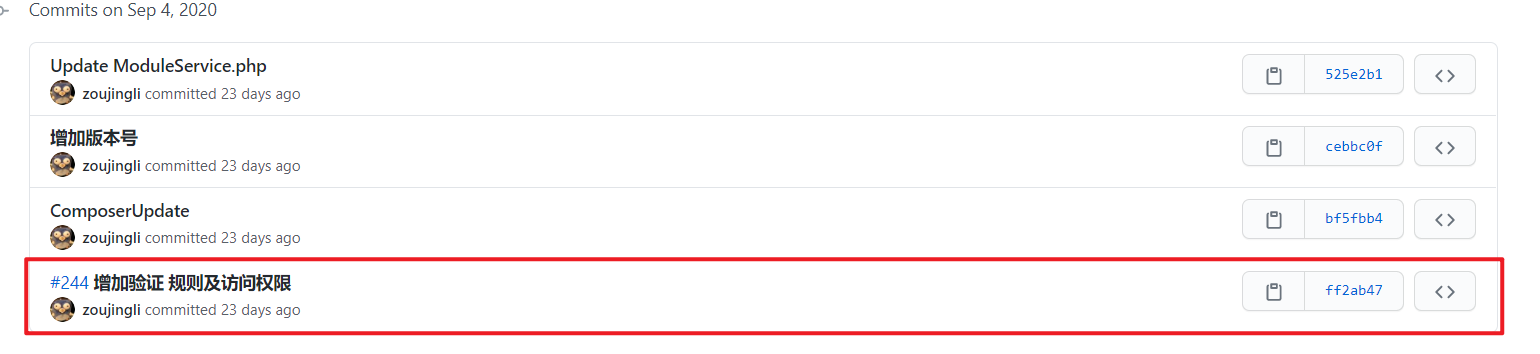 Commits on Sep 4, 2020
Update ModuleService.php
zoujingli committed 23 days ago
525e2b1
增加版本号
zoujingli committed 23 days ago
cebbc0f
ComposerUpdate
zoujingli committed 23 days ago
bf5fbb4
#244 增加验证 规则及访问权限
zoujingli committed 23 days ago
ff2ab47